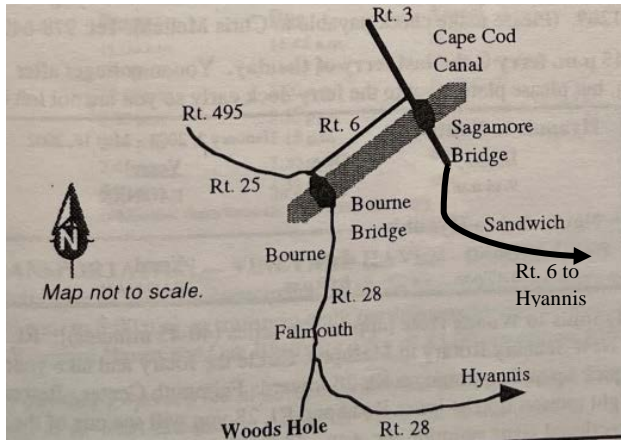 Rt. 3
Cape Cod
Canal
Rt. 495
Rt. 6
Sagamore
Bridge
Rt. 25
Bourne
Bridge
Sandwich
Bourne
N
Rt. 6 to
Hyannis
Map not to scale.
Rt. 28
Falmouth
Hyannis
Woods Hole
Rt. 28